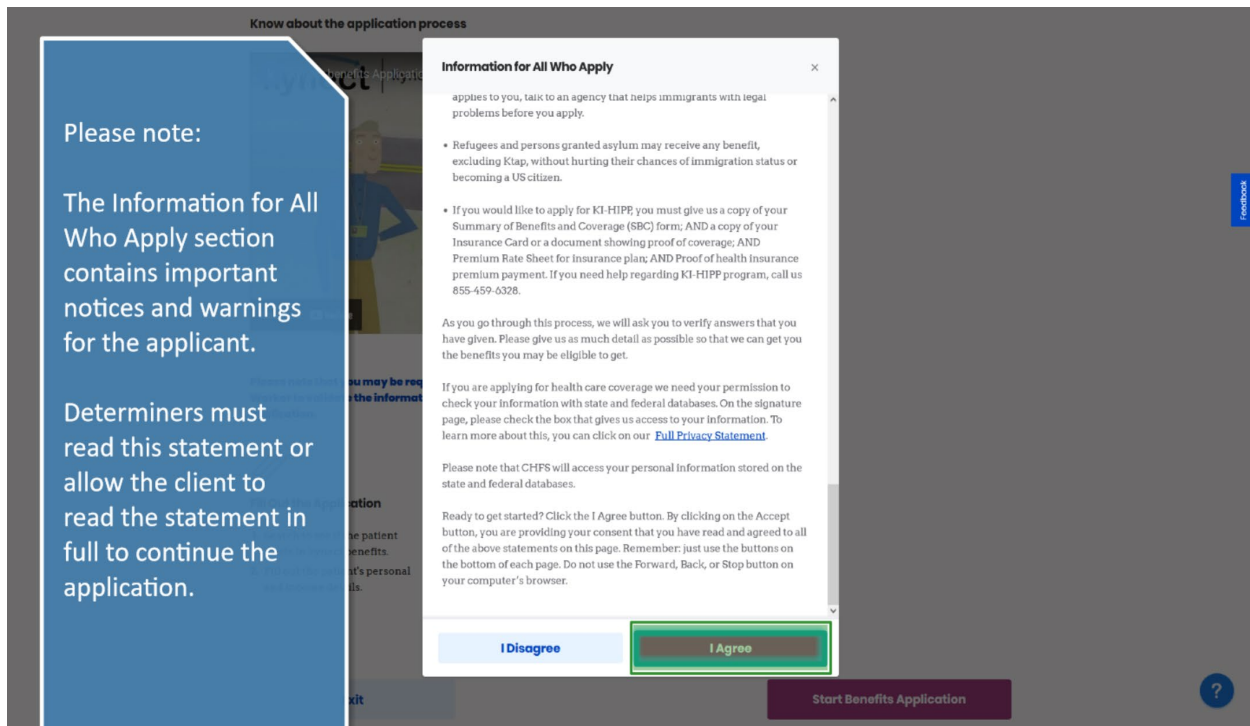 Know about the application process
Please note:
The Information for All
Who Apply section
contains important
notices and warnings
for the applicant.
Determiners must
read this statement or
allow the client to
read the statement in
full to continue the
application.
benefits Applicatio
u may be req
the informat
ation
he patient
enefits.
t's personal
ils.
xit
Information for All Who Apply
×
applies to you, talk to an agency that helps immigrants with legal
problems before you apply.
• Refugees and persons granted asylum may receive any benefit,
excluding Ktap, without hurting their chances of immigration status or
becoming a US citizen.
• If you would like to apply for KI-HIPP, you must give us a copy of your
Summary of Benefits and Coverage (SBC) form; AND a copy of your
Insurance Card or a document showing proof of coverage; AND
Premium Rate Sheet for insurance plan; AND Proof of health insurance
premium payment. If you need help regarding KI-HIPP program, call us
855-459-6328.
As you go through this process, we will ask you to verify answers that you
have given. Please give us as much detail as possible so that we can get you
the benefits you may be eligible to get.
If you are applying for health care coverage we need your permission to
check your information with state and federal databases. On the signature
page, please check the box that gives us access to your information. To
learn more about this, you can click on our Full Privacy Statement.
Please note that CHFS will access your personal information stored on the
state and federal databases.
Ready to get started? Click the I Agree button. By clicking on the Accept
button, you are providing your consent that you have read and agreed to all
of the above statements on this page. Remember: just use the buttons on
the bottom of each page. Do not use the Forward, Back, or Stop button on
your computer's browser.
I Disagree
I Agree
Start Benefits Application
Feedback
?